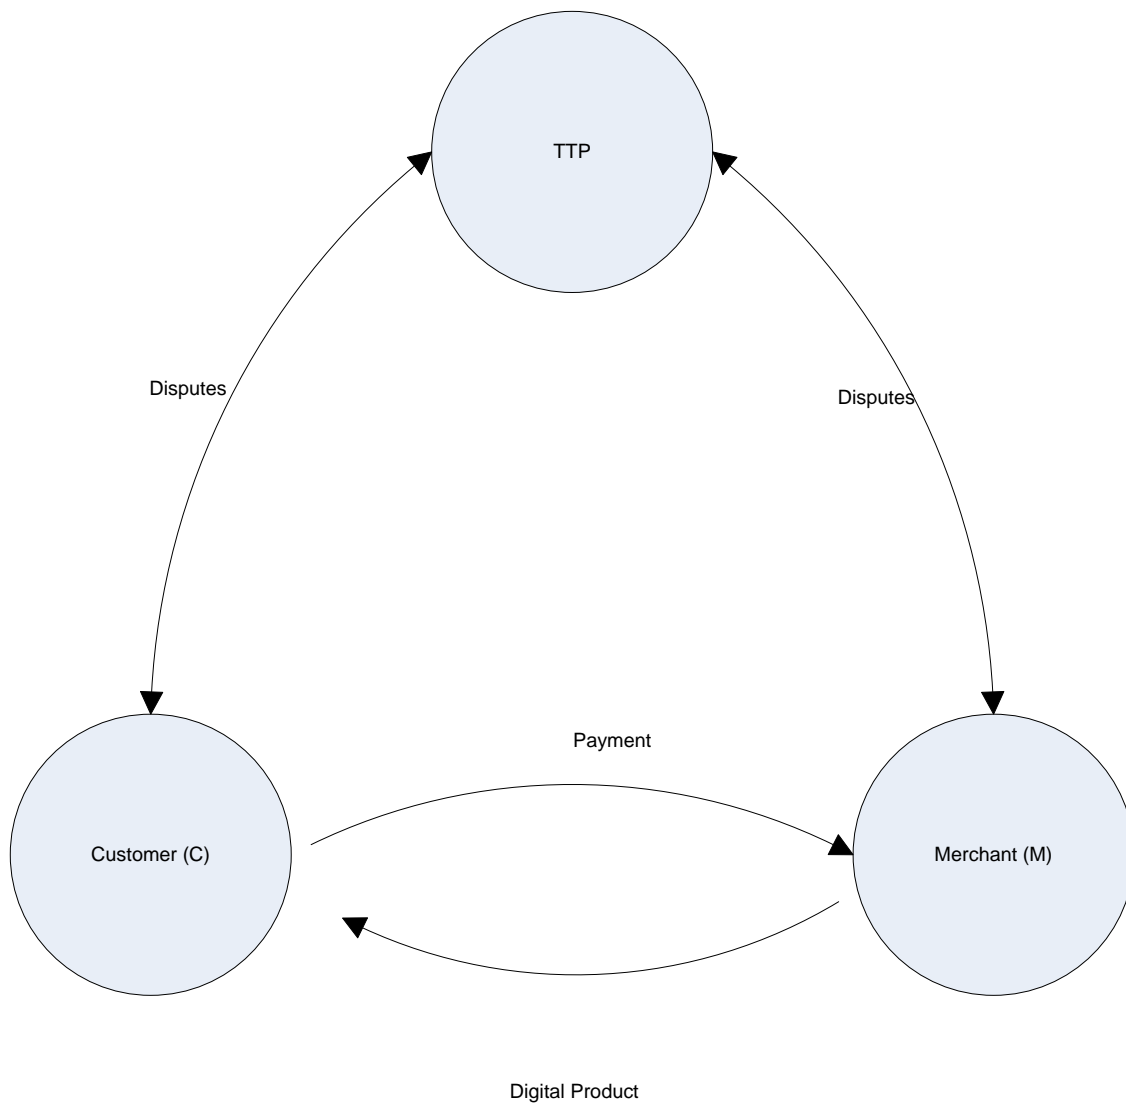 TTP
Disputes
Disputes
Payment
Customer (C)
Merchant (M)
Digital Product